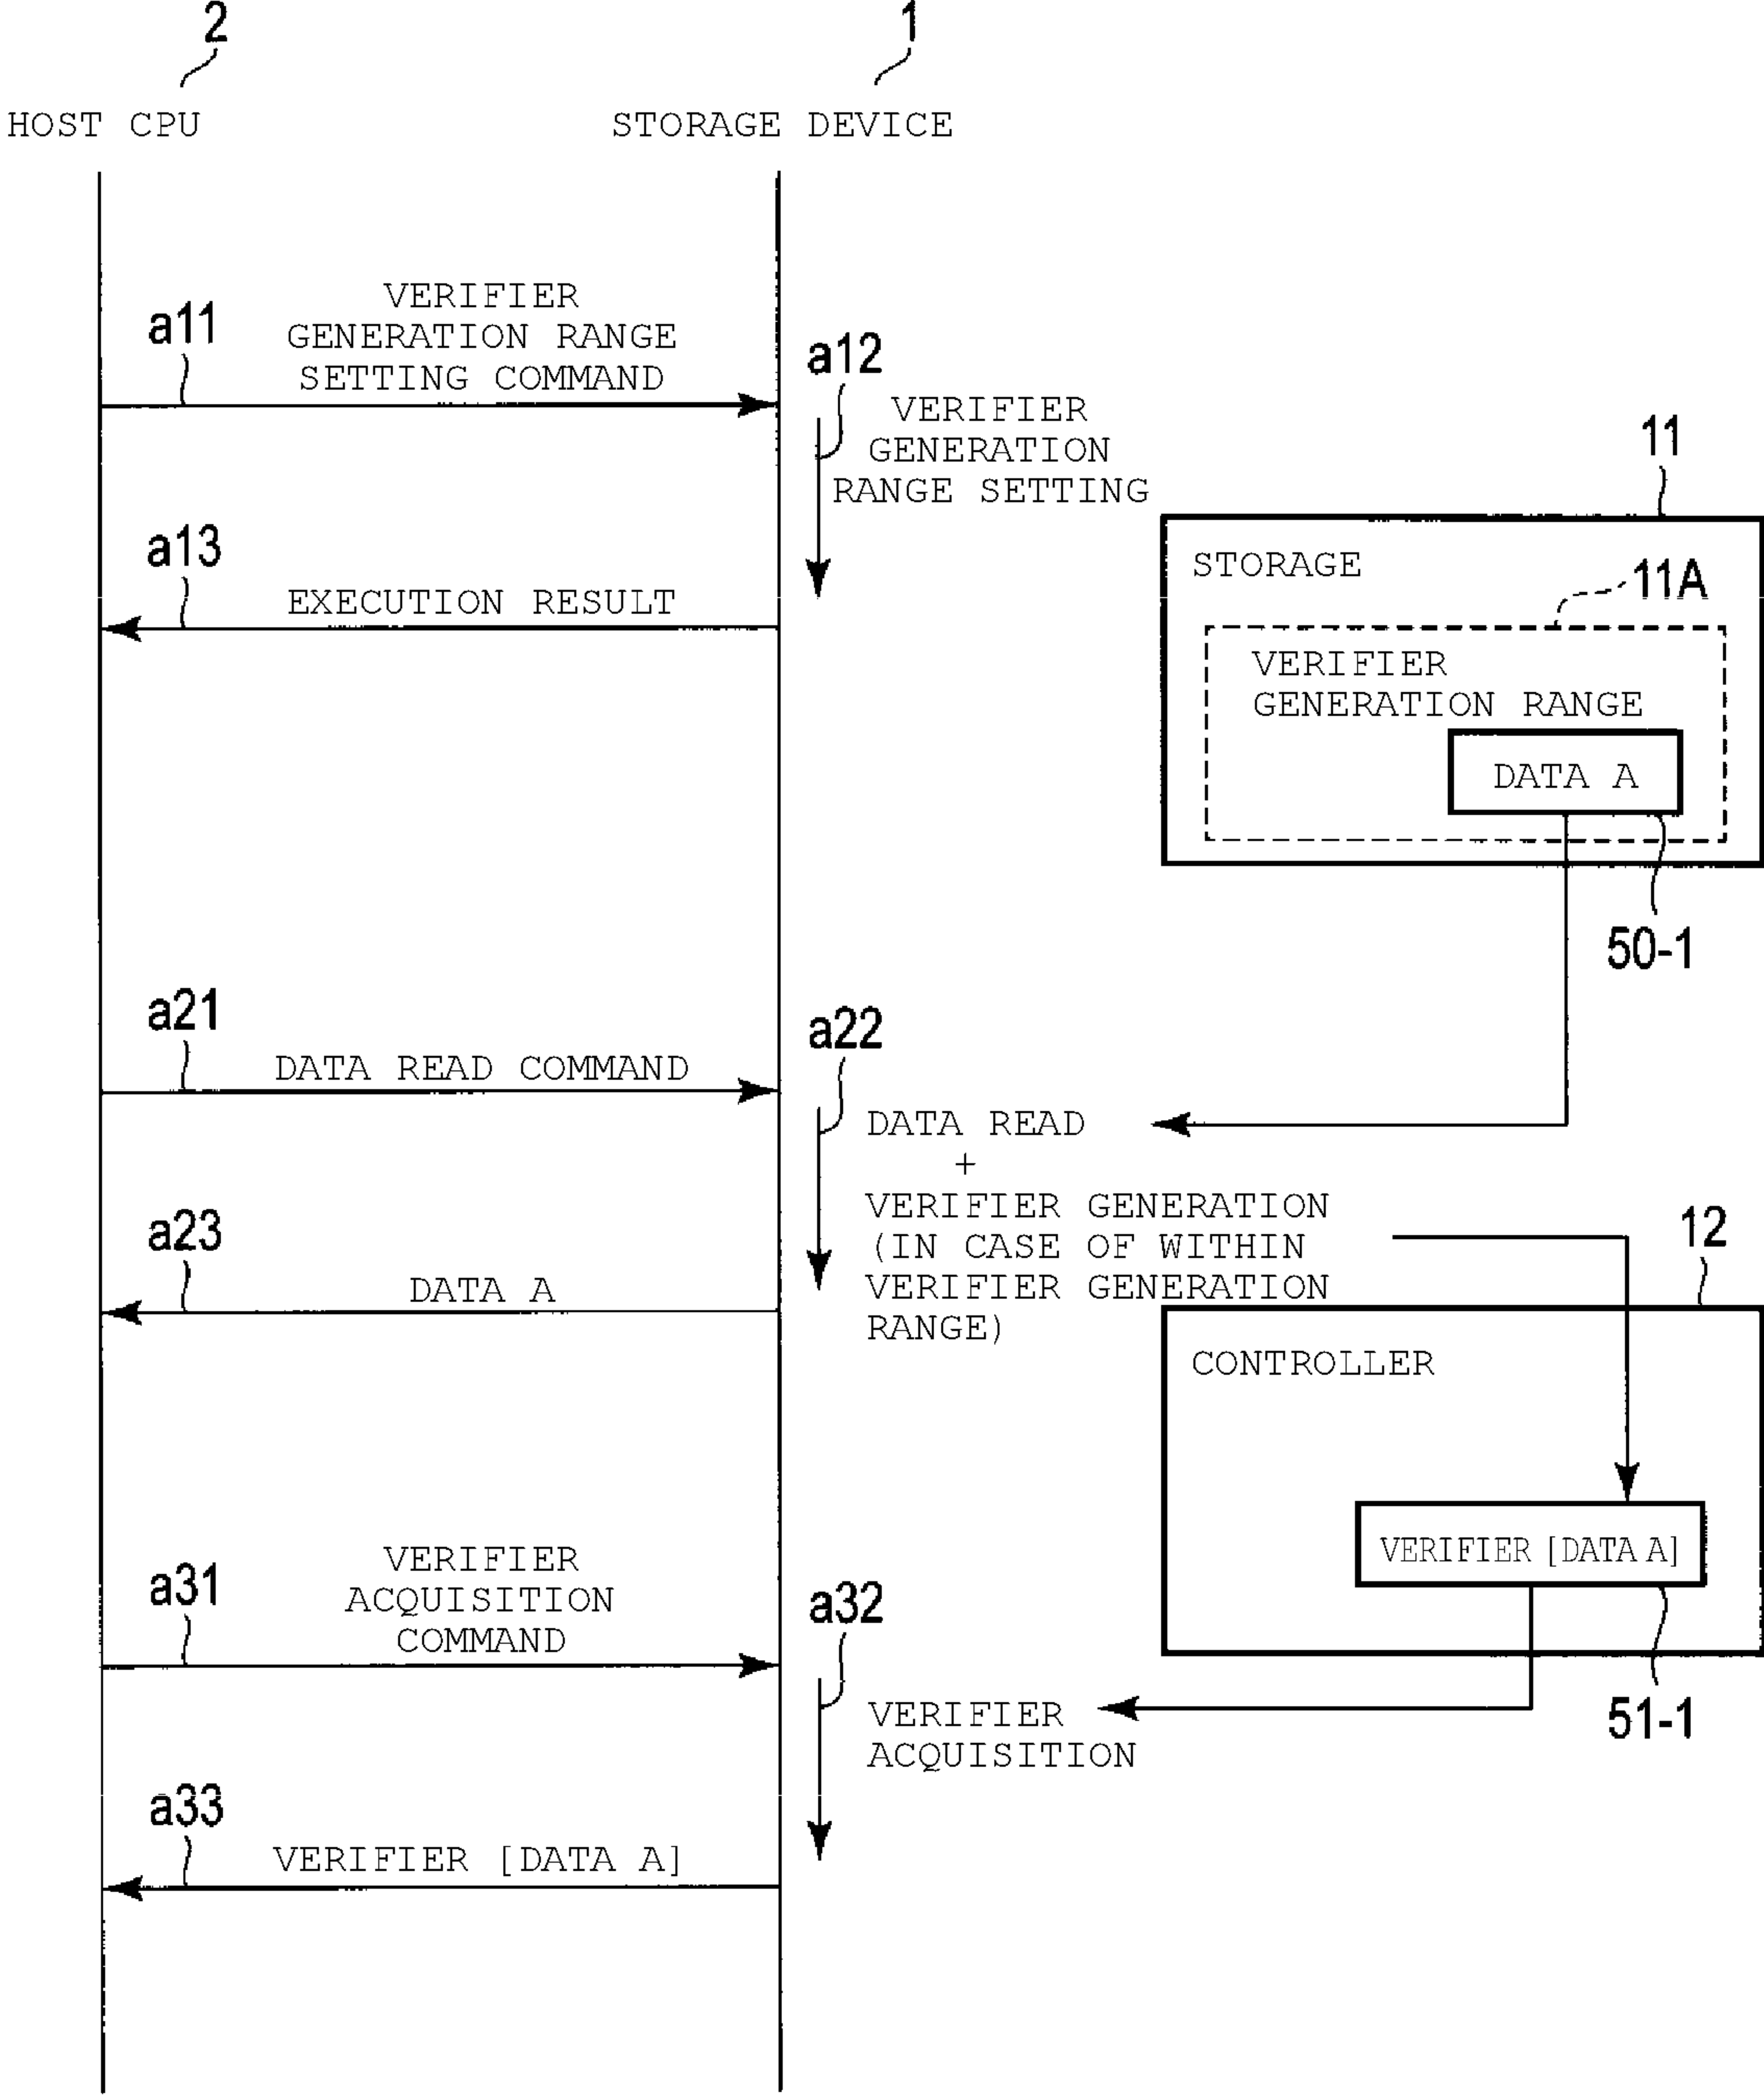 2
1
HOST CPU
STORAGE DEVICE
a11
VERIFIER
GENERATION RANGE
SETTING COMMAND
a12
VERIFIER
GENERATION
RANGE SETTING
a13
EXECUTION RESULT
11
STORAGE
11A
VERIFIER
GENERATION RANGE
DATA A
50-1
a21
DATA READ COMMAND
a22
DATA READ
+
VERIFIER GENERATION
(IN CASE OF WITHIN
VERIFIER GENERATION
RANGE)
a23
DATA A
12
CONTROLLER
VERIFIER [DATA A]
51-1
a31
VERIFIER
ACQUISITION
COMMAND
a32
VERIFIER
ACQUISITION
a33
VERIFIER [DATA A]